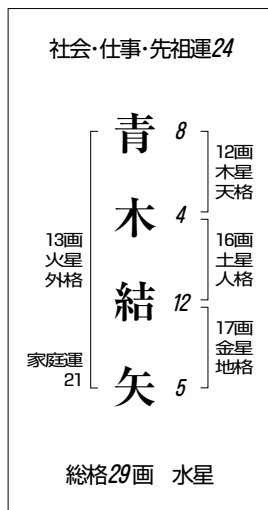 社会・仕事・先祖運24
青 8
12画
木星
天格
木 4
13画
火星
外格
16画
土星
人格
結 12
17画
金星
地格
家庭運
21
矢 5
総格29画 水星